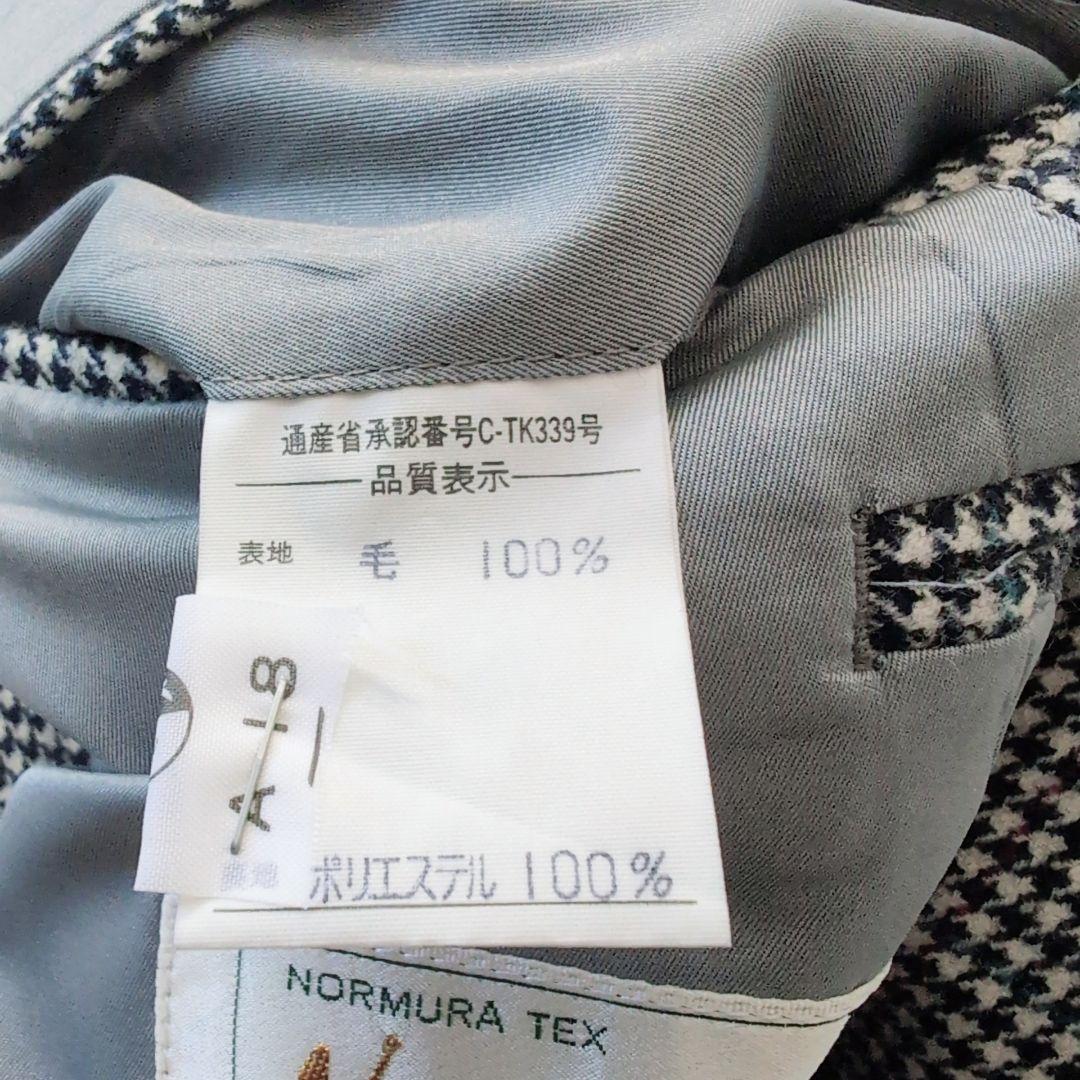 通産省承認番号C-TK339号
品質表示
表地 毛 100%
A 18
ポリエステル 100%
NORMURA TEX